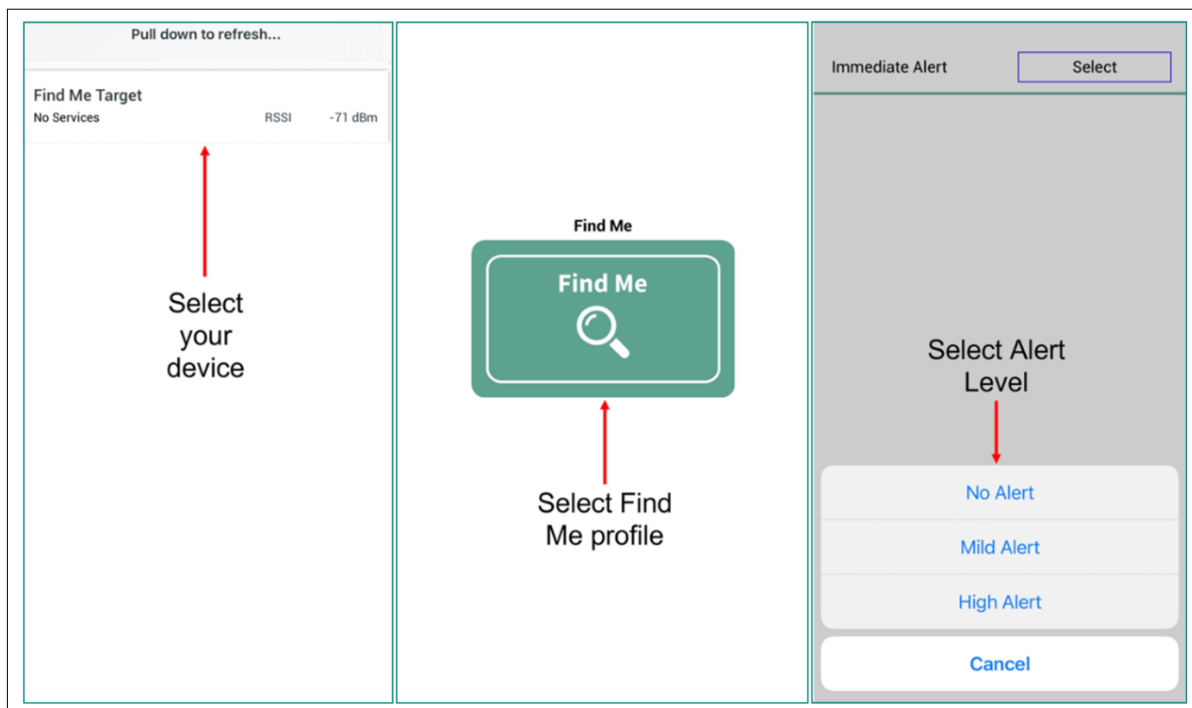 Pull down to refresh...
Find Me Target
No Services RSSI -71 dBm
Select
your
device
Find Me
Find Me
Select Find
Me profile
Immediate Alert Select
Select Alert
Level
No Alert
Mild Alert
High Alert
Cancel